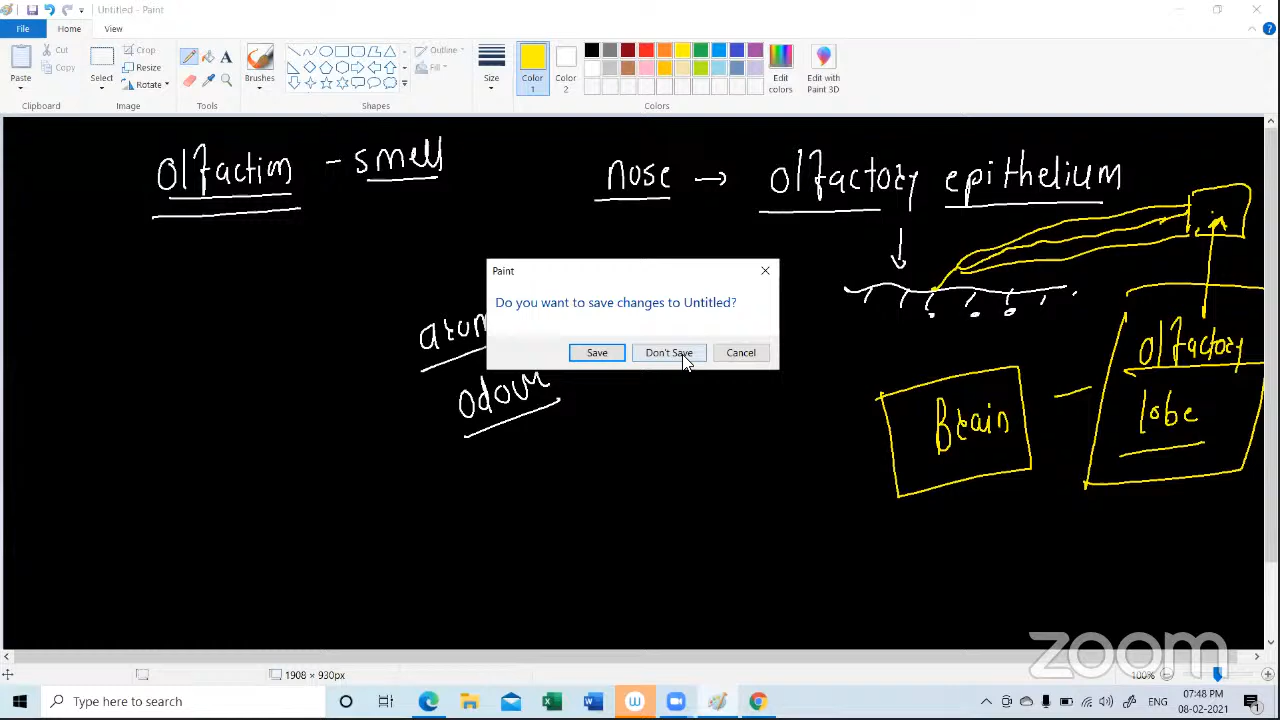 Untitled - Paint
File Home View
Cut Crop Outline
Copy Resize Fill
Paste Select Rotate Brushes Size Color 1 Color 2 Edit colors Edit with Paint 3D
Clipboard Image Tools Shapes Colors
olfaction - smell nose → olfactory epithelium
Paint
Do you want to save changes to Untitled?
Save Don't Save Cancel
odour
olfactory
lobe
Brain
zoom
1908 × 930px 100%
Type here to search
ENG 07:48 PM
08-02-2021